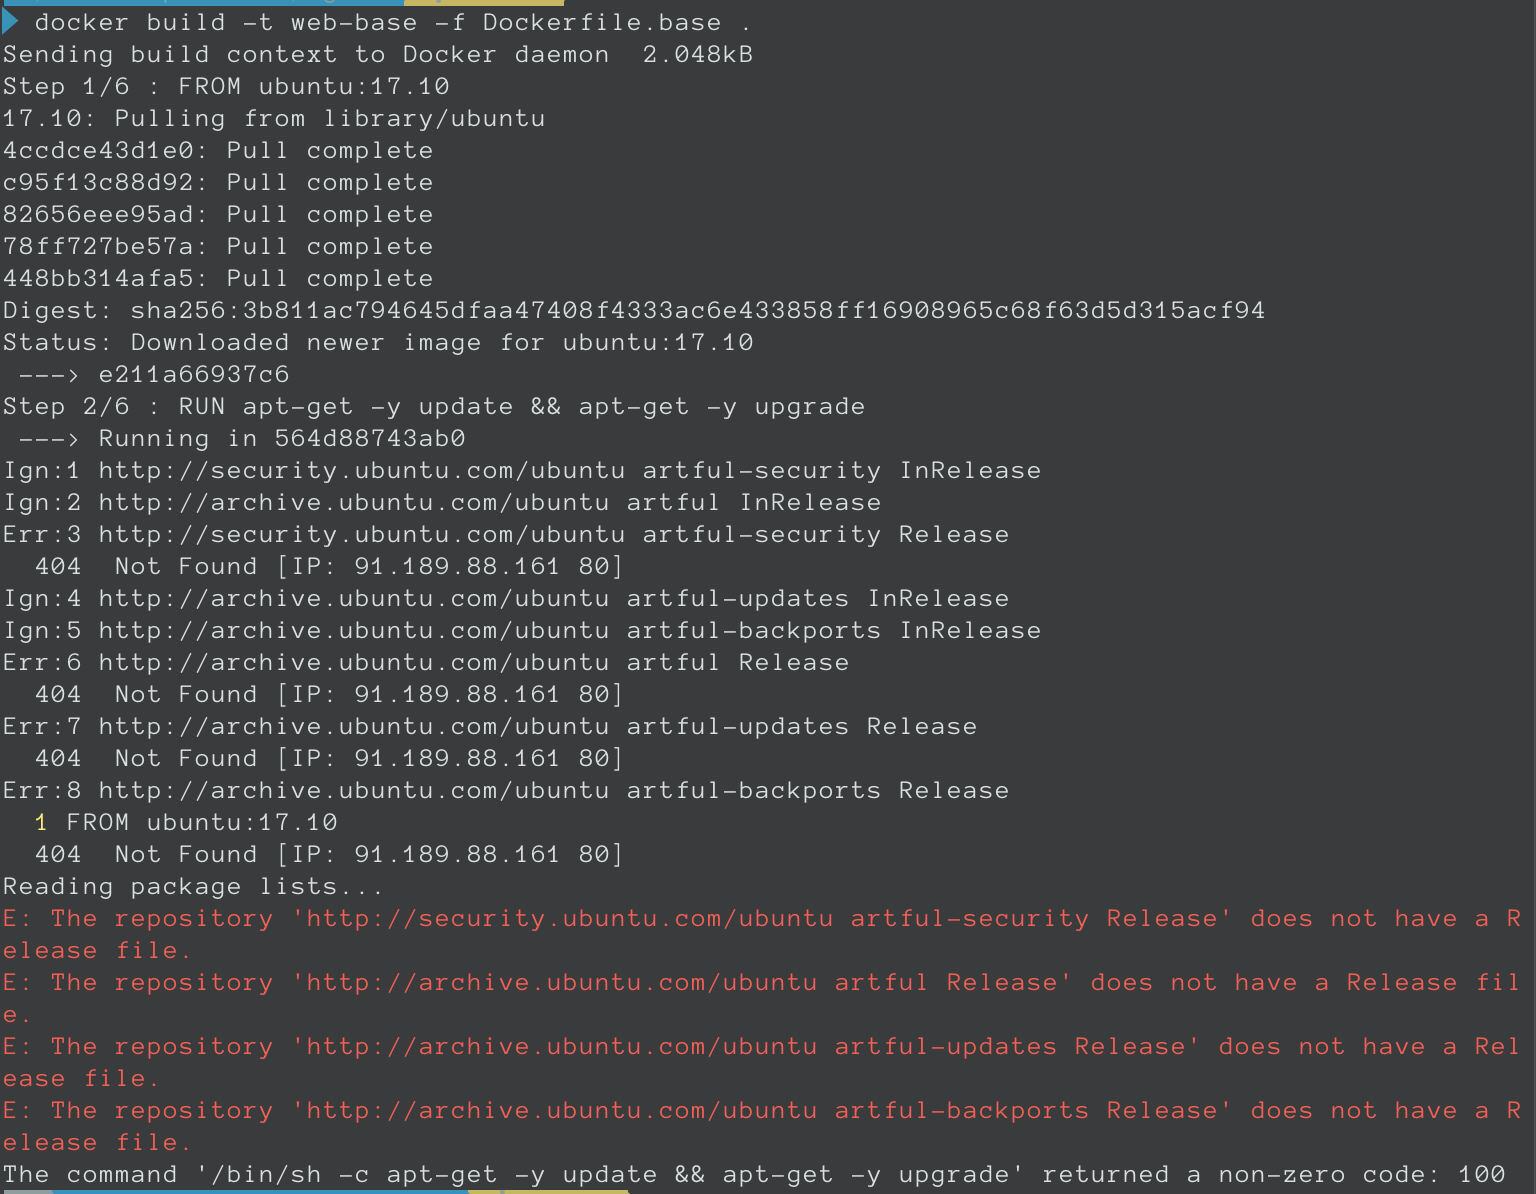 docker build -t web-base -f Dockerfile.base .
Sending build context to Docker daemon  2.048kB
Step 1/6 : FROM ubuntu:17.10
17.10: Pulling from library/ubuntu
4ccdce43d1e0: Pull complete
c95f13c88d92: Pull complete
82656eee95ad: Pull complete
78ff727be57a: Pull complete
448bb314afa5: Pull complete
Digest: sha256:3b811ac794645dfaa47408f4333ac6e433858ff16908965c68f63d5d315acf94
Status: Downloaded newer image for ubuntu:17.10
 ---> e211a66937c6
Step 2/6 : RUN apt-get -y update && apt-get -y upgrade
 ---> Running in 564d88743ab0
Ign:1 http://security.ubuntu.com/ubuntu artful-security InRelease
Ign:2 http://archive.ubuntu.com/ubuntu artful InRelease
Err:3 http://security.ubuntu.com/ubuntu artful-security Release
  404  Not Found [IP: 91.189.88.161 80]
Ign:4 http://archive.ubuntu.com/ubuntu artful-updates InRelease
Ign:5 http://archive.ubuntu.com/ubuntu artful-backports InRelease
Err:6 http://archive.ubuntu.com/ubuntu artful Release
  404  Not Found [IP: 91.189.88.161 80]
Err:7 http://archive.ubuntu.com/ubuntu artful-updates Release
  404  Not Found [IP: 91.189.88.161 80]
Err:8 http://archive.ubuntu.com/ubuntu artful-backports Release
  1 FROM ubuntu:17.10
  404  Not Found [IP: 91.189.88.161 80]
Reading package lists...
E: The repository 'http://security.ubuntu.com/ubuntu artful-security Release' does not have a R
elease file.
E: The repository 'http://archive.ubuntu.com/ubuntu artful Release' does not have a Release fil
e.
E: The repository 'http://archive.ubuntu.com/ubuntu artful-updates Release' does not have a Rel
ease file.
E: The repository 'http://archive.ubuntu.com/ubuntu artful-backports Release' does not have a R
elease file.
The command '/bin/sh -c apt-get -y update && apt-get -y upgrade' returned a non-zero code: 100